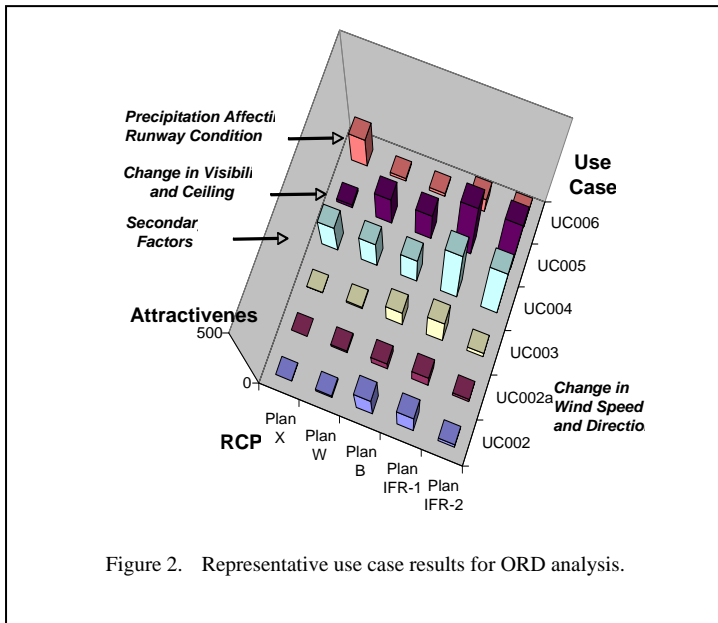 Precipitation Affecti
Runway Condition
Change in Visibili
and Ceiling
Secondary
Factors
Attractivenes
500
0
RCP
Plan
X
Plan
W
Plan
B
Plan
IFR-1
Plan
IFR-2
Use
Case
UC006
UC005
UC004
UC003
UC002a
UC002
Change in
Wind Speed
and Directio
Figure 2. Representative use case results for ORD analysis.